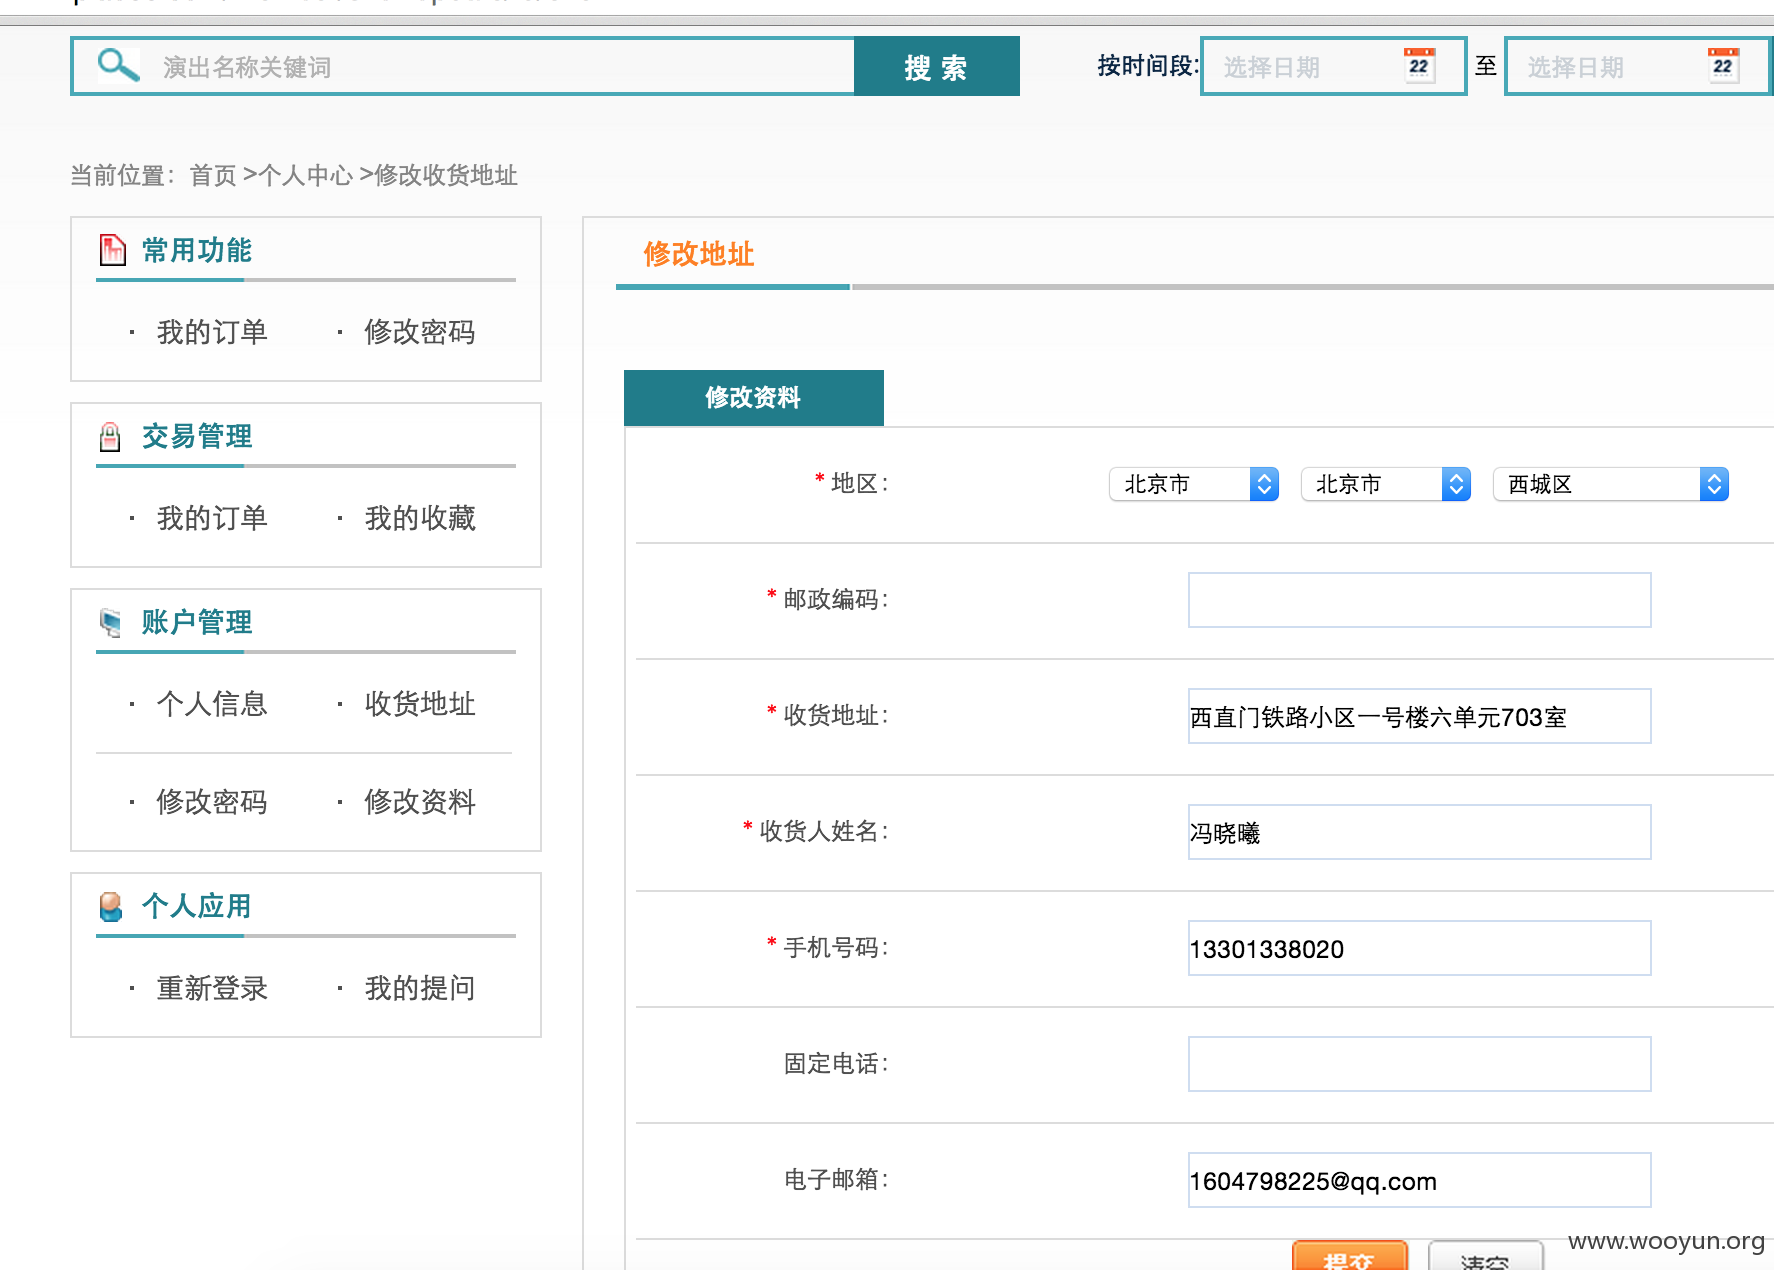 演出名称关键词 搜 索 按时间段: 选择日期 22 至 选择日期 22
当前位置：首页 >个人中心 >修改收货地址
常用功能
· 我的订单 · 修改密码
交易管理
· 我的订单 · 我的收藏
账户管理
· 个人信息 · 收货地址
· 修改密码 · 修改资料
个人应用
· 重新登录 · 我的提问
修改地址
修改资料
* 地区： 北京市 北京市 西城区
* 邮政编码：
* 收货地址： 西直门铁路小区一号楼六单元703室
* 收货人姓名： 冯晓曦
* 手机号码： 13301338020
固定电话：
电子邮箱： 1604798225@qq.com
提交 清空
www.wooyun.org